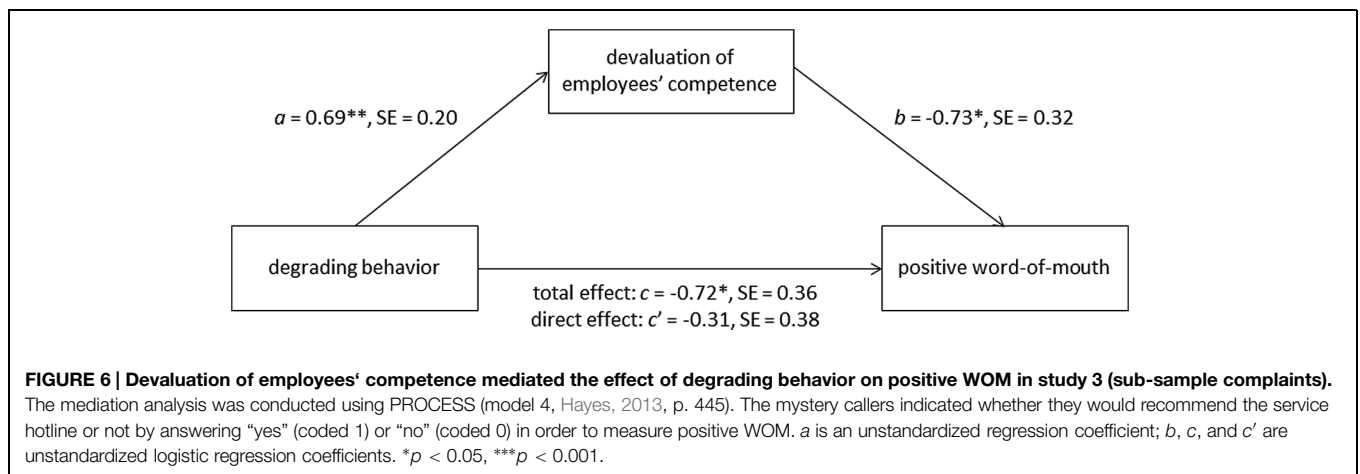 devaluation of
employees' competence
a = 0.69**, SE = 0.20
b = -0.73*, SE = 0.32
degrading behavior
positive word-of-mouth
total effect: c = -0.72*, SE = 0.36
direct effect: c' = -0.31, SE = 0.38
FIGURE 6 | Devaluation of employees‘ competence mediated the effect of degrading behavior on positive WOM in study 3 (sub-sample complaints).
The mediation analysis was conducted using PROCESS (model 4, Hayes, 2013, p. 445). The mystery callers indicated whether they would recommend the service
hotline or not by answering “yes” (coded 1) or “no” (coded 0) in order to measure positive WOM. a is an unstandardized regression coefficient; b, c, and c′ are
unstandardized logistic regression coefficients. *p < 0.05, ***p < 0.001.